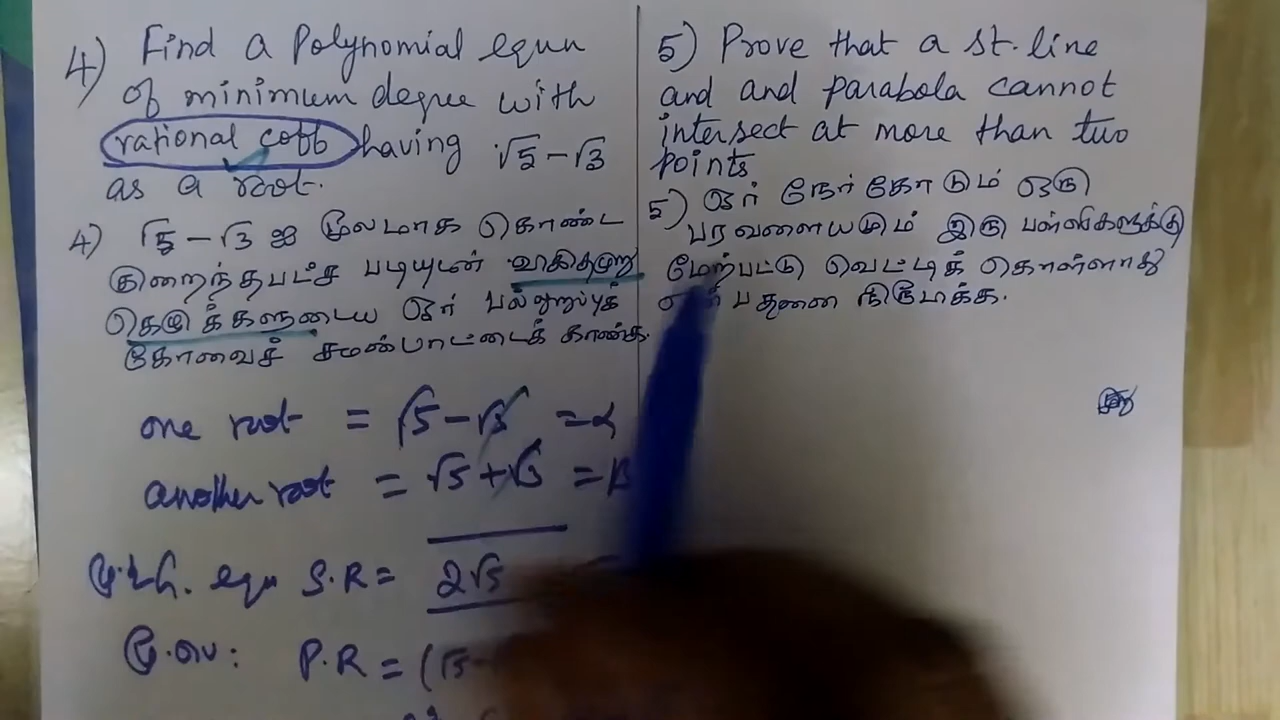 4) Find a Polynomial equn
of minimum degree with
rational coff having √5 - √3
as a root.
4) √5 - √3 ஐ மூலமாக கொண்ட
குறைந்தபட்ச படியுடன் விகிதமுறு
கெழுக்களுடைய ஓர் பல்லுறுப்புக்
கோவைச் சமன்பாட்டைக் காண்க.
one root = √5 - √3 = α
another root = √5 + √3 = β
equn S.R = 2√5
P.R = (√5 -
5) Prove that a st. line
and and parabola cannot
intersect at more than two
points
5) ஓர் நேர்கோடும் ஒரு
பரவளையமும் இரு புள்ளிகளுக்கு
மேற்பட்டு வெட்டிக் கொள்ளாது
நிரூபிக்க.